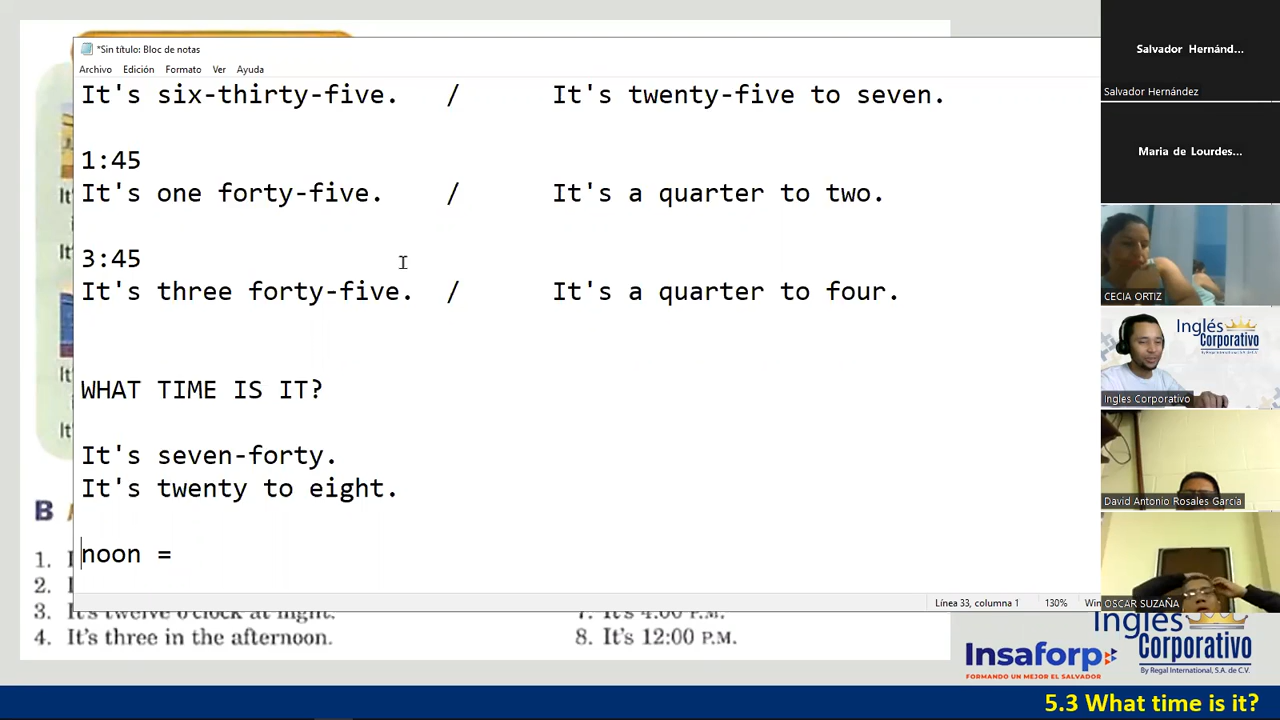 *Sin título: Bloc de notas
Archivo Edición Formato Ver Ayuda
It's six-thirty-five. / It's twenty-five to seven.
1:45
It's one forty-five. / It's a quarter to two.
3:45
It's three forty-five. / It's a quarter to four.
WHAT TIME IS IT?
It's seven-forty.
It's twenty to eight.
noon =
Línea 33, columna 1 130%
B
1.
2.
3. It's twelve o'clock at night.
4. It's three in the afternoon.
7. It's 4:00 P.M.
8. It's 12:00 P.M.
Salvador Hernánd...
Salvador Hernández
Maria de Lourdes...
CECIA ORTIZ
Inglés
Corporativo
Ingles Corporativo
David Antonio Rosales García
OSCAR SUZAÑA
Insaforp
FORMANDO UN MEJOR EL SALVADOR
Inglés
Corporativo
By Regal International, S.A. de C.V.
5.3 What time is it?